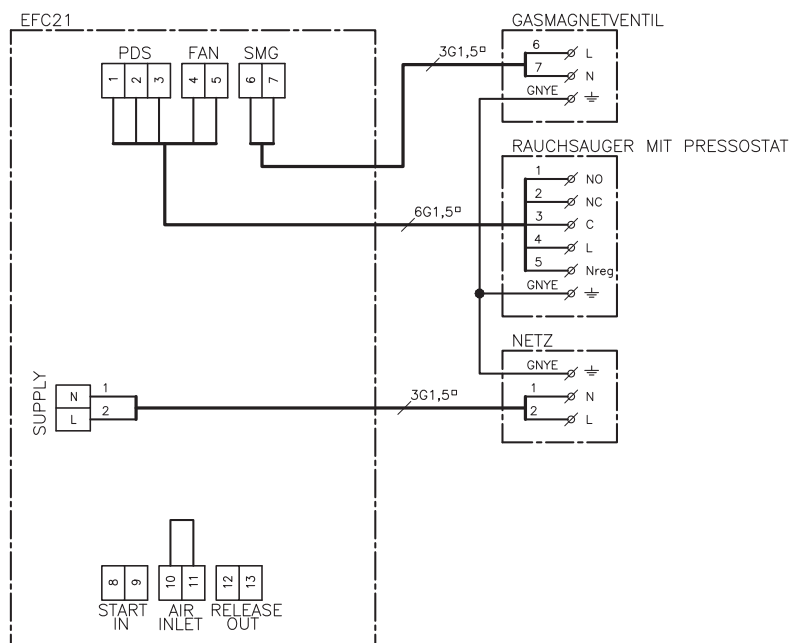 EFC21
PDS FAN SMG
1 2 3 4 5 6 7
3G1,5□
GASMAGNETVENTIL
6 L
7 N
GNYE
RAUCHSAUGER MIT PRESSOSTAT
1 NO
2 NC
3 C
4 L
5 Nreg
GNYE
6G1,5□
NETZ
GNYE
1 N
2 L
3G1,5□
SUPPLY
N 1
L 2
8 9 10 11 12 13
START IN
AIR INLET
RELEASE OUT